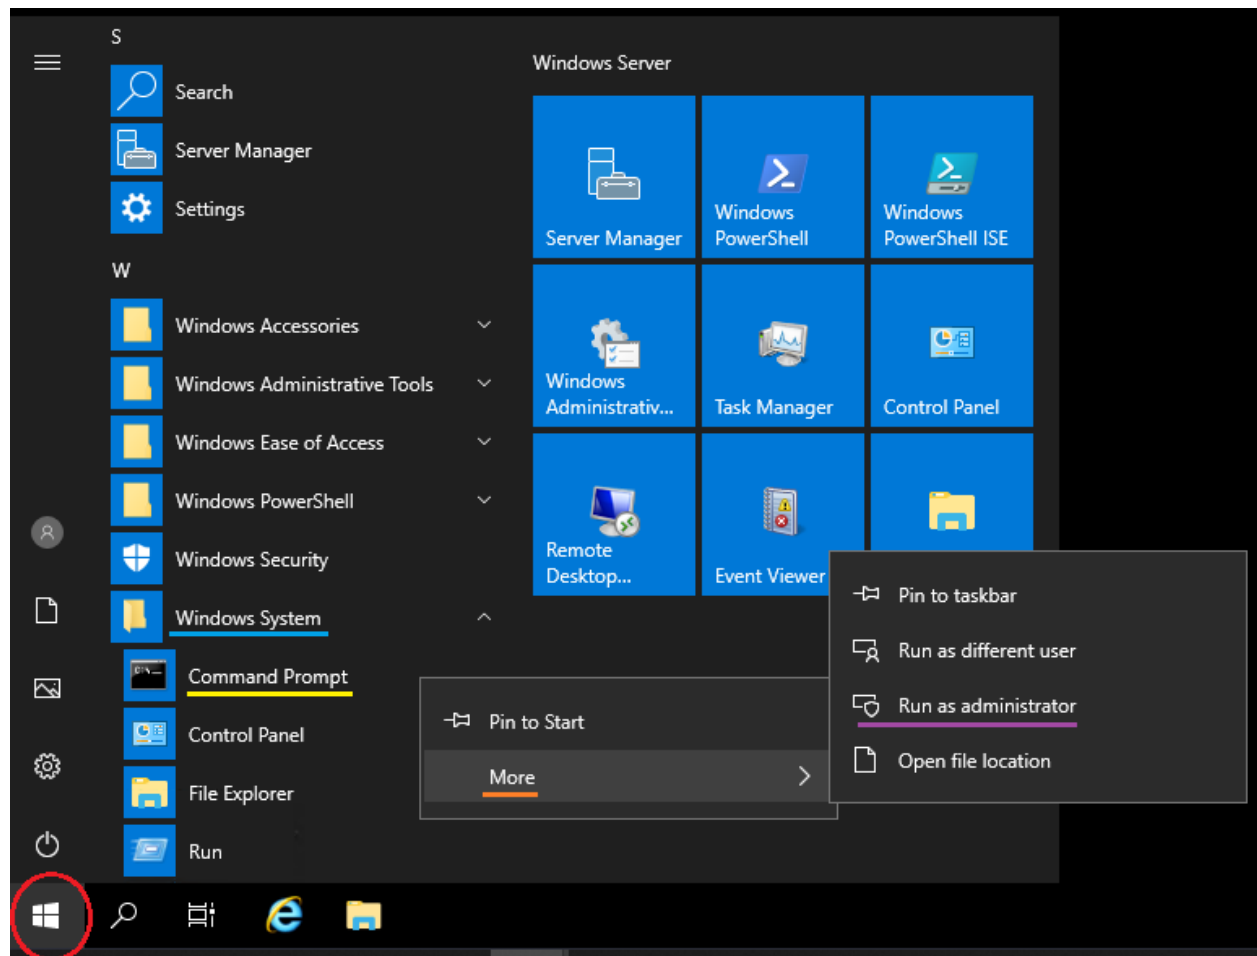 S
Search
Server Manager
Settings
W
Windows Accessories
Windows Administrative Tools
Windows Ease of Access
Windows PowerShell
Windows Security
Windows System
Command Prompt
Control Panel
File Explorer
Run
Windows Server
Server Manager
Windows
PowerShell
Windows
PowerShell ISE
Windows
Administrativ...
Task Manager
Control Panel
Remote
Desktop...
Event Viewer
Pin to Start
More
Pin to taskbar
Run as different user
Run as administrator
Open file location